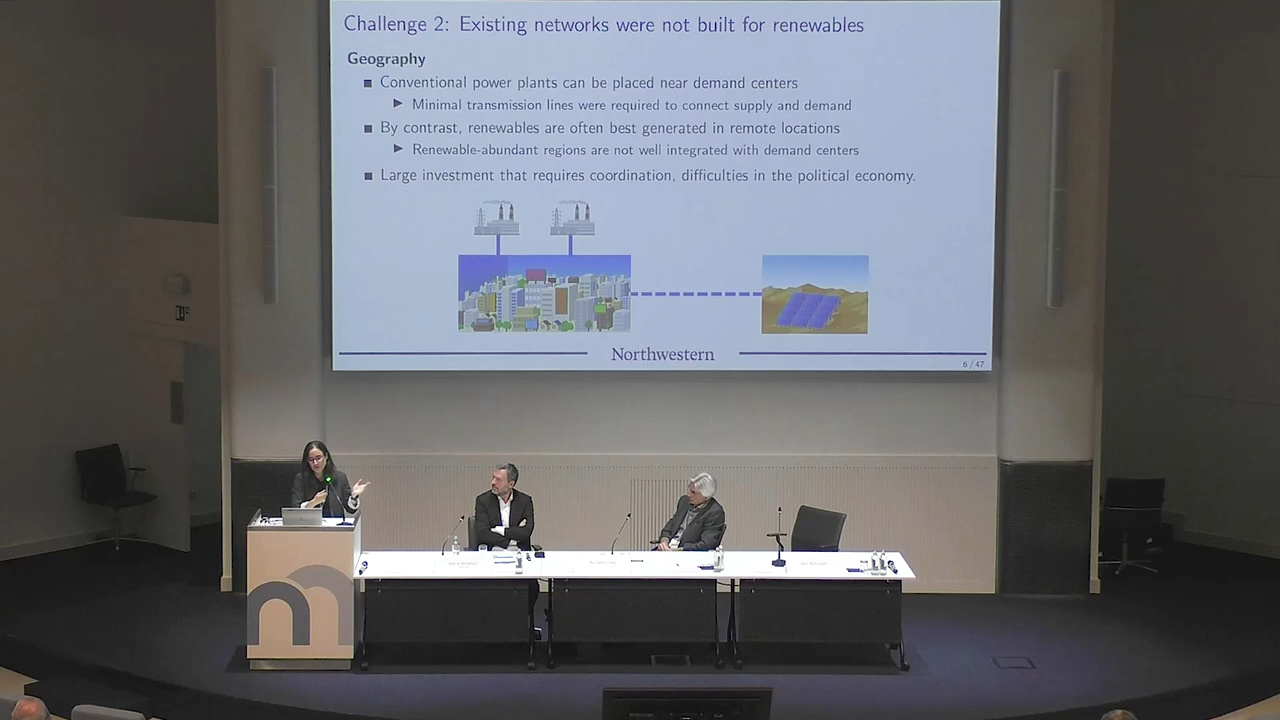 Challenge 2: Existing networks were not built for renewables
Geography
Conventional power plants can be placed near demand centers
Minimal transmission lines were required to connect supply and demand
By contrast, renewables are often best generated in remote locations
Renewable-abundant regions are not well integrated with demand centers
Large investment that requires coordination, difficulties in the political economy.
Northwestern
6 / 47